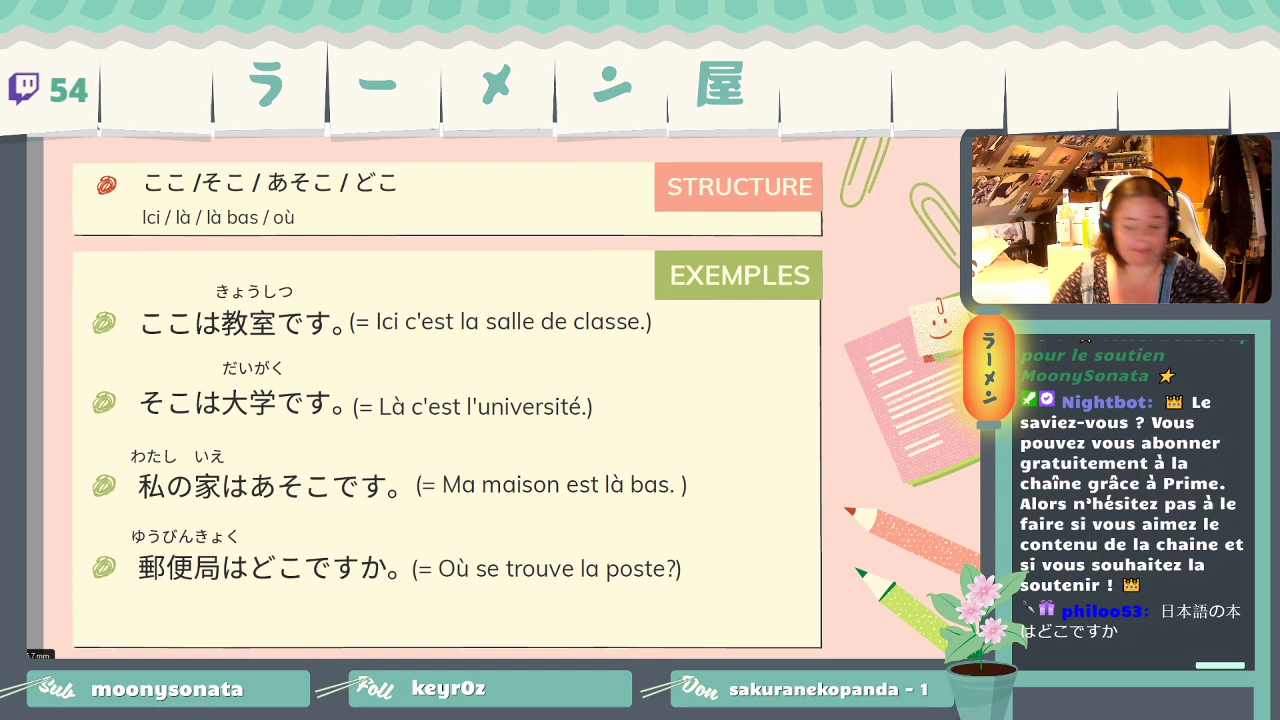 54
ラーメン屋
ここ /そこ / あそこ / どこ
STRUCTURE
Ici / là / là bas / où
EXEMPLES
きょうしつ
ここは教室です。(= Ici c'est la salle de classe.)
だいがく
そこは大学です。(= Là c'est l'université.)
わたし いえ
私の家はあそこです。(= Ma maison est là bas. )
ゆうびんきょく
郵便局はどこですか。(= Où se trouve la poste?)
ラーメン
pour le soutien
MoonySonata ⭐
Nightbot: 👑 Le
saviez-vous ? Vous
pouvez vous abonner
gratuitement à la
chaîne grâce à Prime.
Alors n'hésitez pas à le
faire si vous aimez le
contenu de la chaine et
si vous souhaitez la
soutenir ! 👑
philoo53: 日本語の本
はどこですか
Sub moonysonata
Foll keyr0z
Don sakuranekopanda - 1